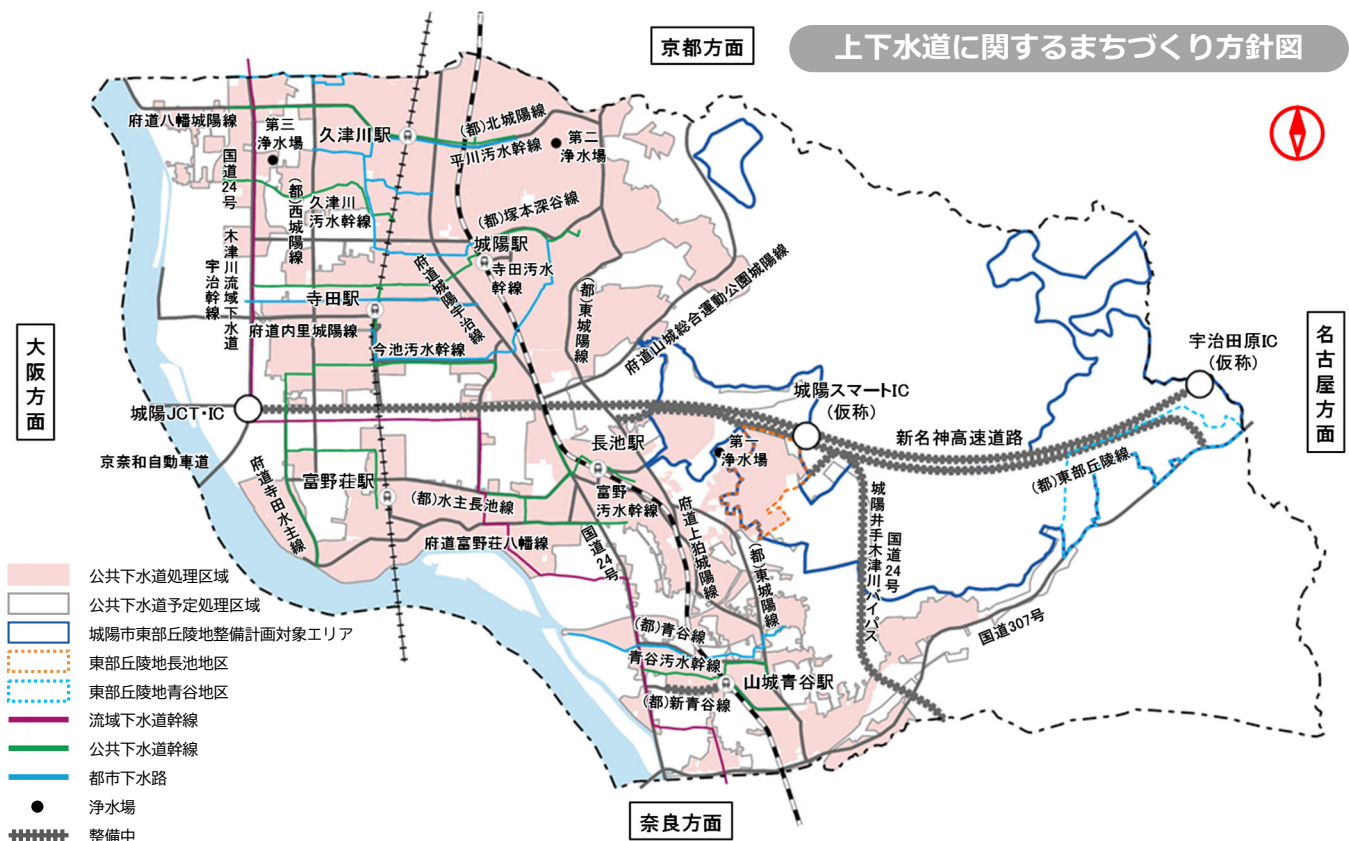 上下水道に関するまちづくり方針図
京都方面
大阪方面
名古屋方面
奈良方面
府道八幡城陽線
第三
浄水場
久津川駅
(都)北城陽線
平川汚水幹線
第二
浄水場
国道24号
(都)西城陽線
久津川
汚水幹線
(都)塚本深谷線
城陽駅
寺田汚水
幹線
木津川流域下水道
宇治幹線
府道城陽宇治線
(都)東城陽線
府道山城総合運動公園城陽線
寺田駅
府道内里城陽線
今池汚水幹線
宇治田原IC
(仮称)
城陽スマートIC
(仮称)
城陽JCT・IC
新名神高速道路
長池駅
第一
浄水場
京奈和自動車道
富野荘駅
(都)水主長池線
富野
汚水幹線
(都)東部丘陵線
府道寺田水主線
府道富野荘八幡線
国道24号
府道上狛城陽線
(都)東城陽線
国道24号
城陽井手木津川バイパス
国道307号
(都)青谷線
青谷汚水幹線
山城青谷駅
(都)新青谷線
公共下水道処理区域
公共下水道予定処理区域
城陽市東部丘陵地整備計画対象エリア
東部丘陵地長池地区
東部丘陵地青谷地区
流域下水道幹線
公共下水道幹線
都市下水路
浄水場
整備中